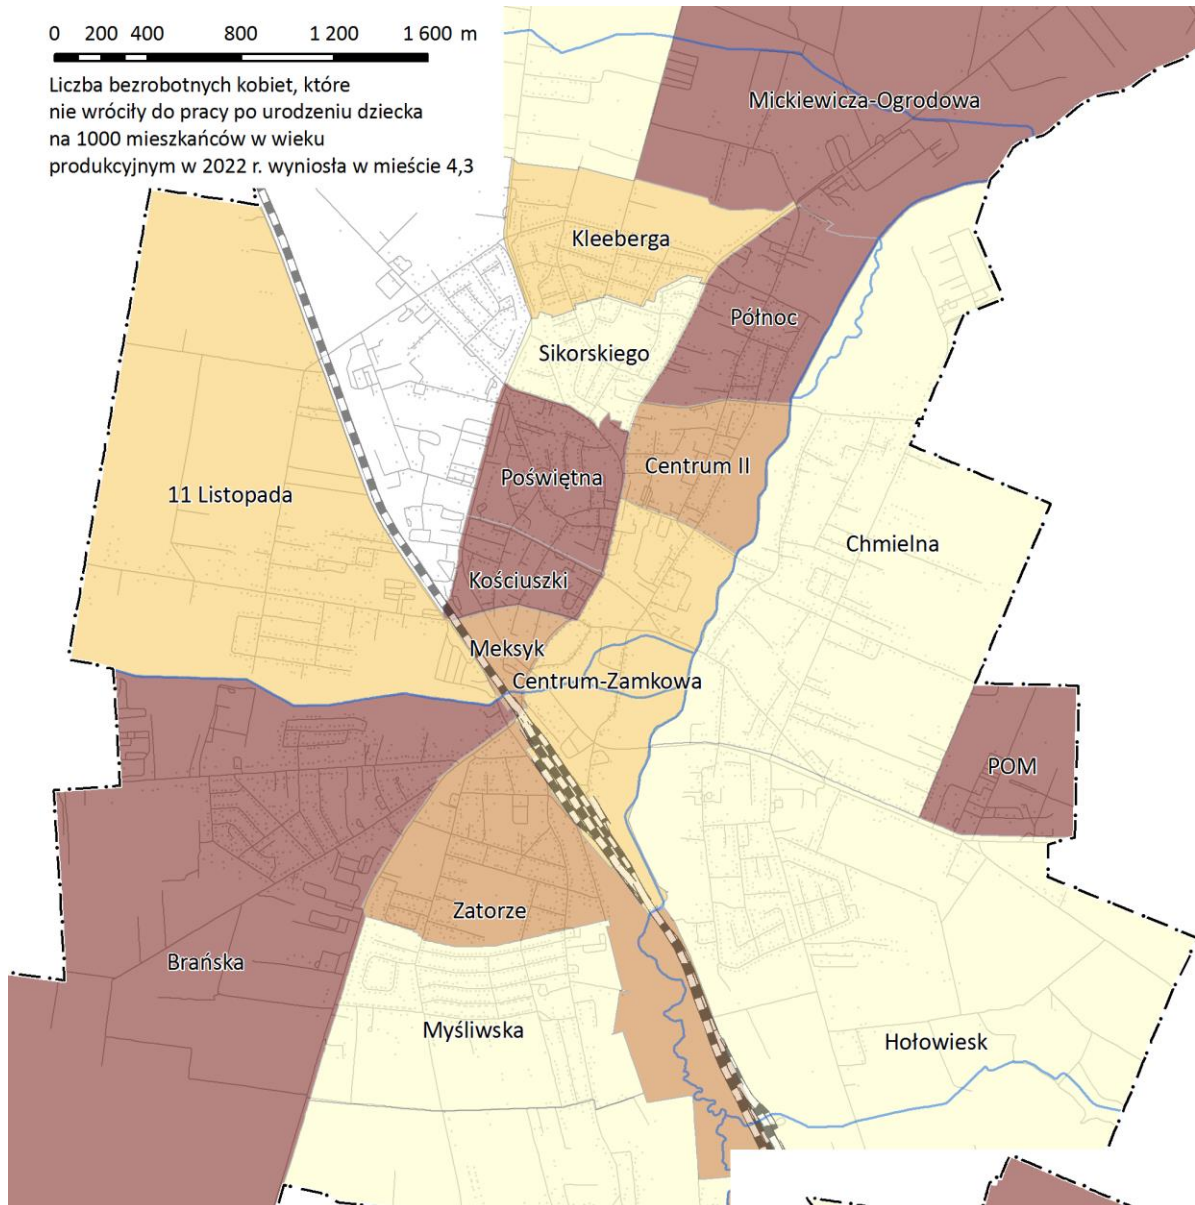 0 200 400 800 1 200 1 600 m
Liczba bezrobotnych kobiet, które
nie wróciły do pracy po urodzeniu dziecka
na 1000 mieszkańców w wieku
produkcyjnym w 2022 r. wyniosła w mieście 4,3
Mickiewicza-Ogrodowa
Kleeberga
Północ
Sikorskiego
Centrum II
Poświętna
11 Listopada
Chmielna
Kościuszki
Meksyk
Centrum-Zamkowa
POM
Zatorze
Brańska
Myśliwska
Hołowiesk